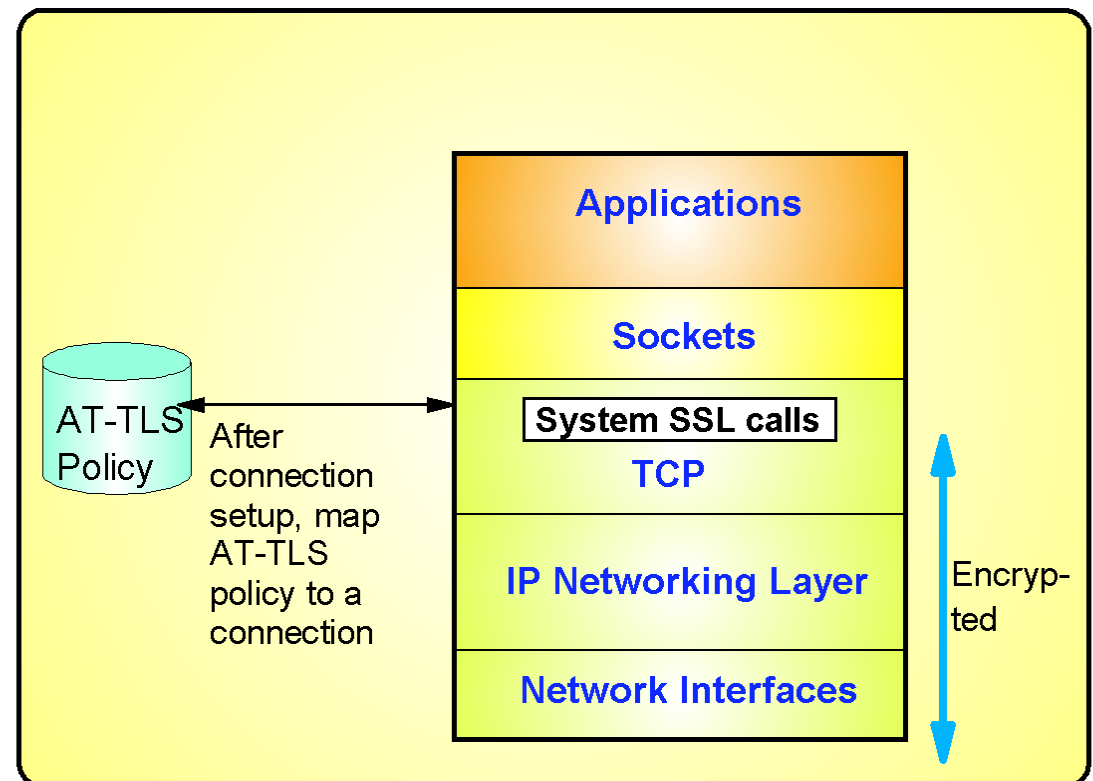 Applications
Sockets
System SSL calls
TCP
IP Networking Layer
Network Interfaces
AT-TLS
Policy
After
connection
setup, map
AT-TLS
policy to a
connection
Encryp-
ted